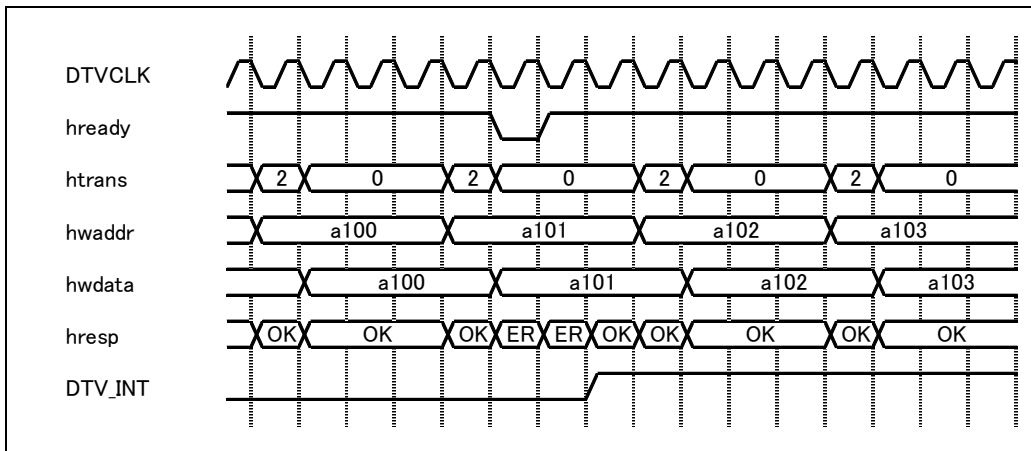 DTVCLK
hready
htrans 2 0 2 0 2 0 2 0
hwaddr a100 a101 a102 a103
hwdata a100 a101 a102 a103
hresp OK OK OK ER ER OK OK OK OK OK
DTV_INT